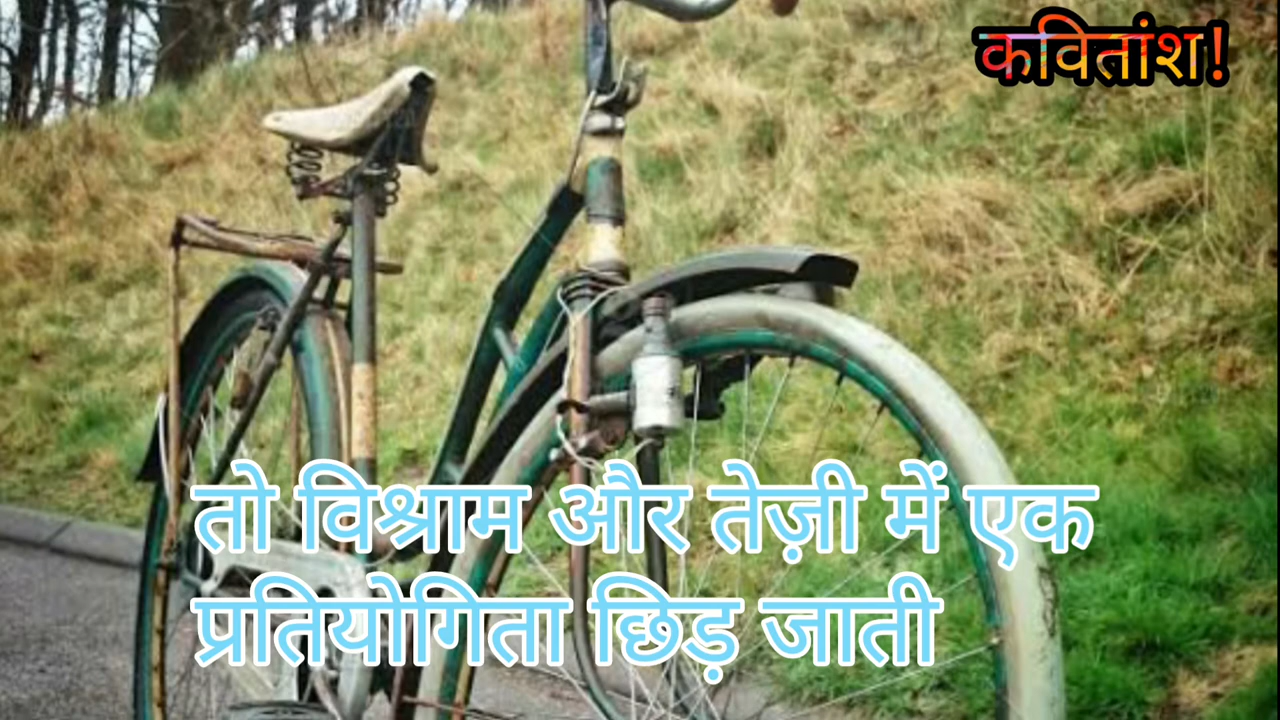 कवितांश!
तो विश्राम और तेज़ी में एक
प्रतियोगिता छिड़ जाती